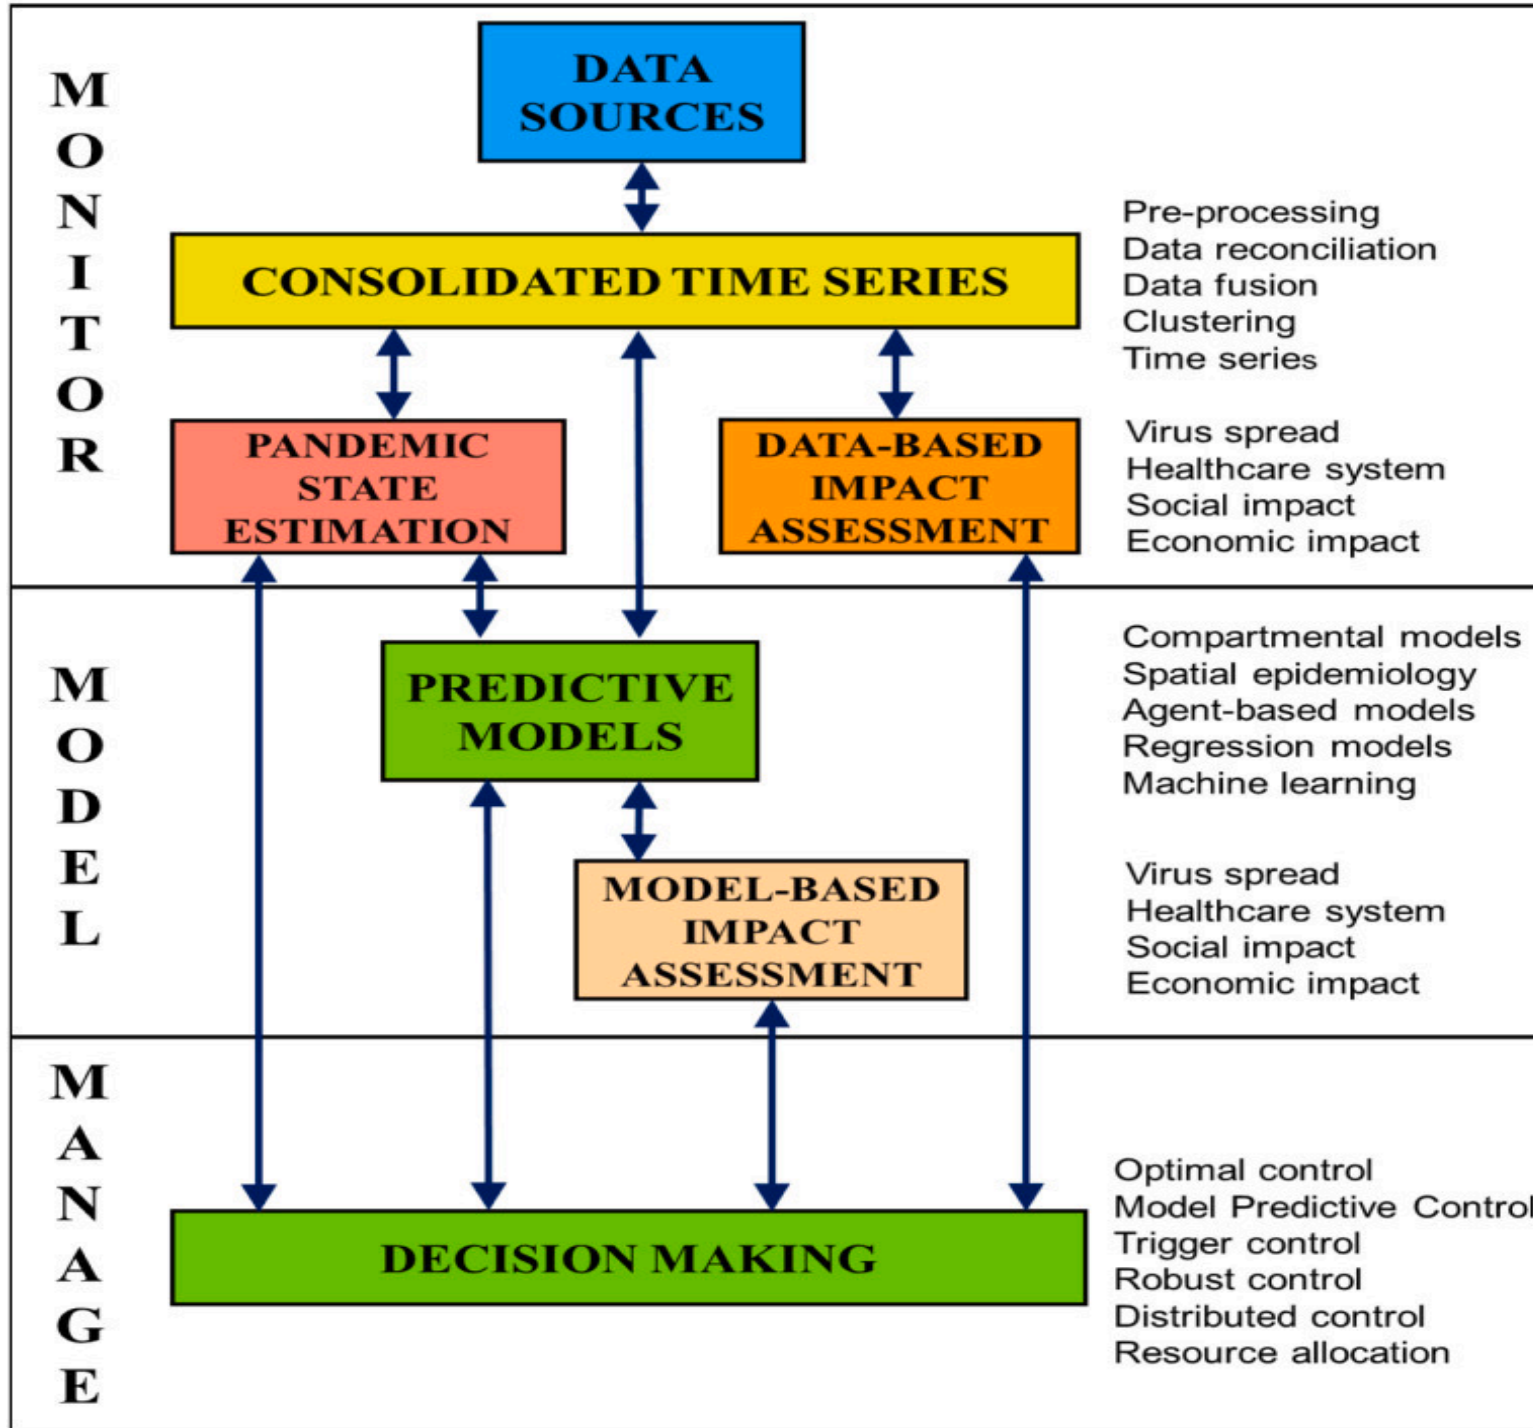 MONITOR
DATA
SOURCES
CONSOLIDATED TIME SERIES
Pre-processing
Data reconciliation
Data fusion
Clustering
Time series
PANDEMIC
STATE
ESTIMATION
DATA-BASED
IMPACT
ASSESSMENT
Virus spread
Healthcare system
Social impact
Economic impact
MODEL
PREDICTIVE
MODELS
Compartmental models
Spatial epidemiology
Agent-based models
Regression models
Machine learning
MODEL-BASED
IMPACT
ASSESSMENT
Virus spread
Healthcare system
Social impact
Economic impact
MANAGE
DECISION MAKING
Optimal control
Model Predictive Control
Trigger control
Robust control
Distributed control
Resource allocation